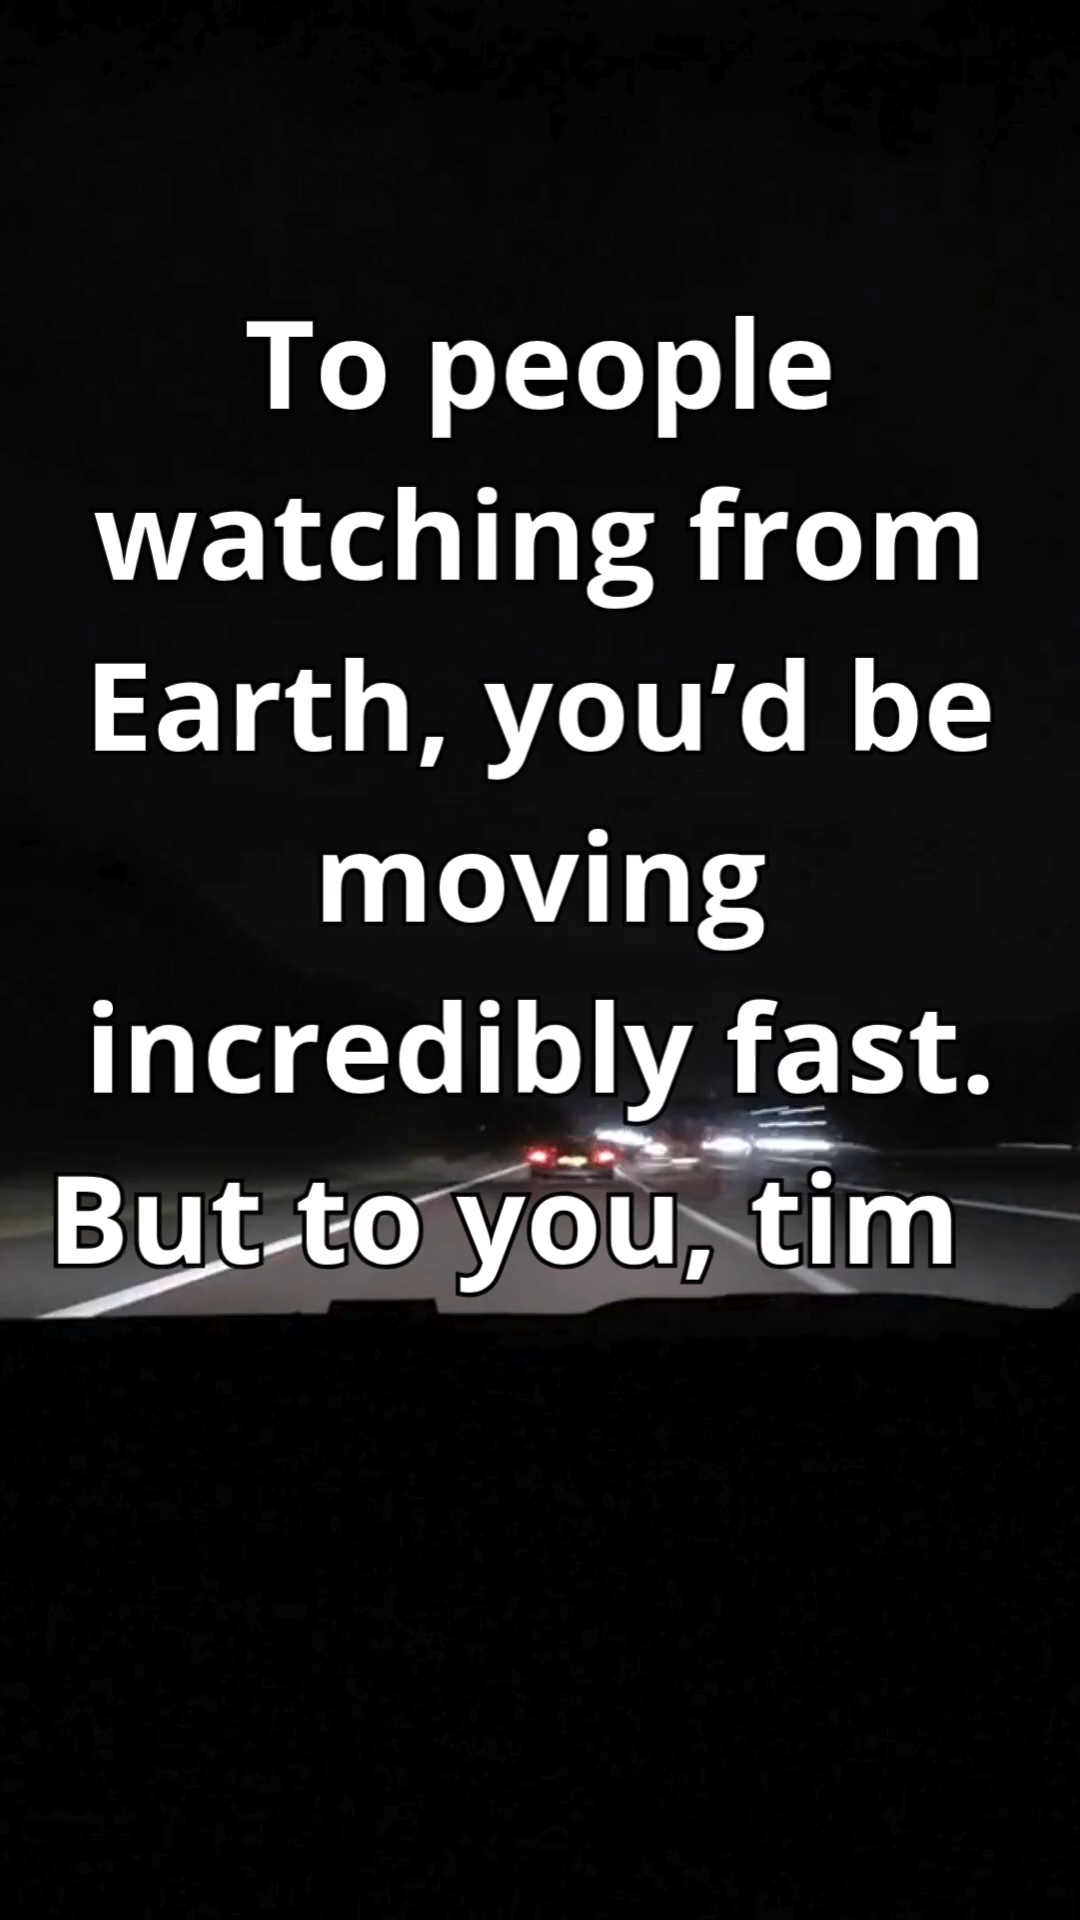 To people
watching from
Earth, you’d be
moving
incredibly fast.
But to you, tim